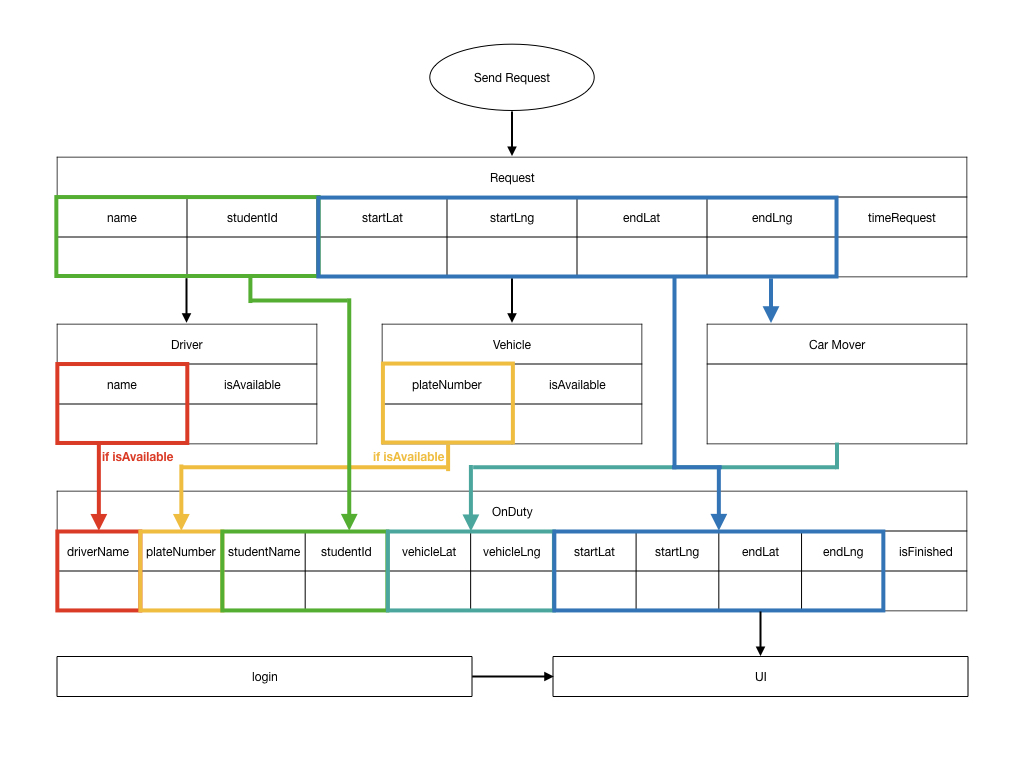 Send Request
Request
name studentId startLat startLng endLat endLng timeRequest
Driver Vehicle Car Mover
name isAvailable plateNumber isAvailable
if isAvailable if isAvailable
OnDuty
driverName plateNumber studentName studentId vehicleLat vehicleLng startLat startLng endLat endLng isFinished
login UI